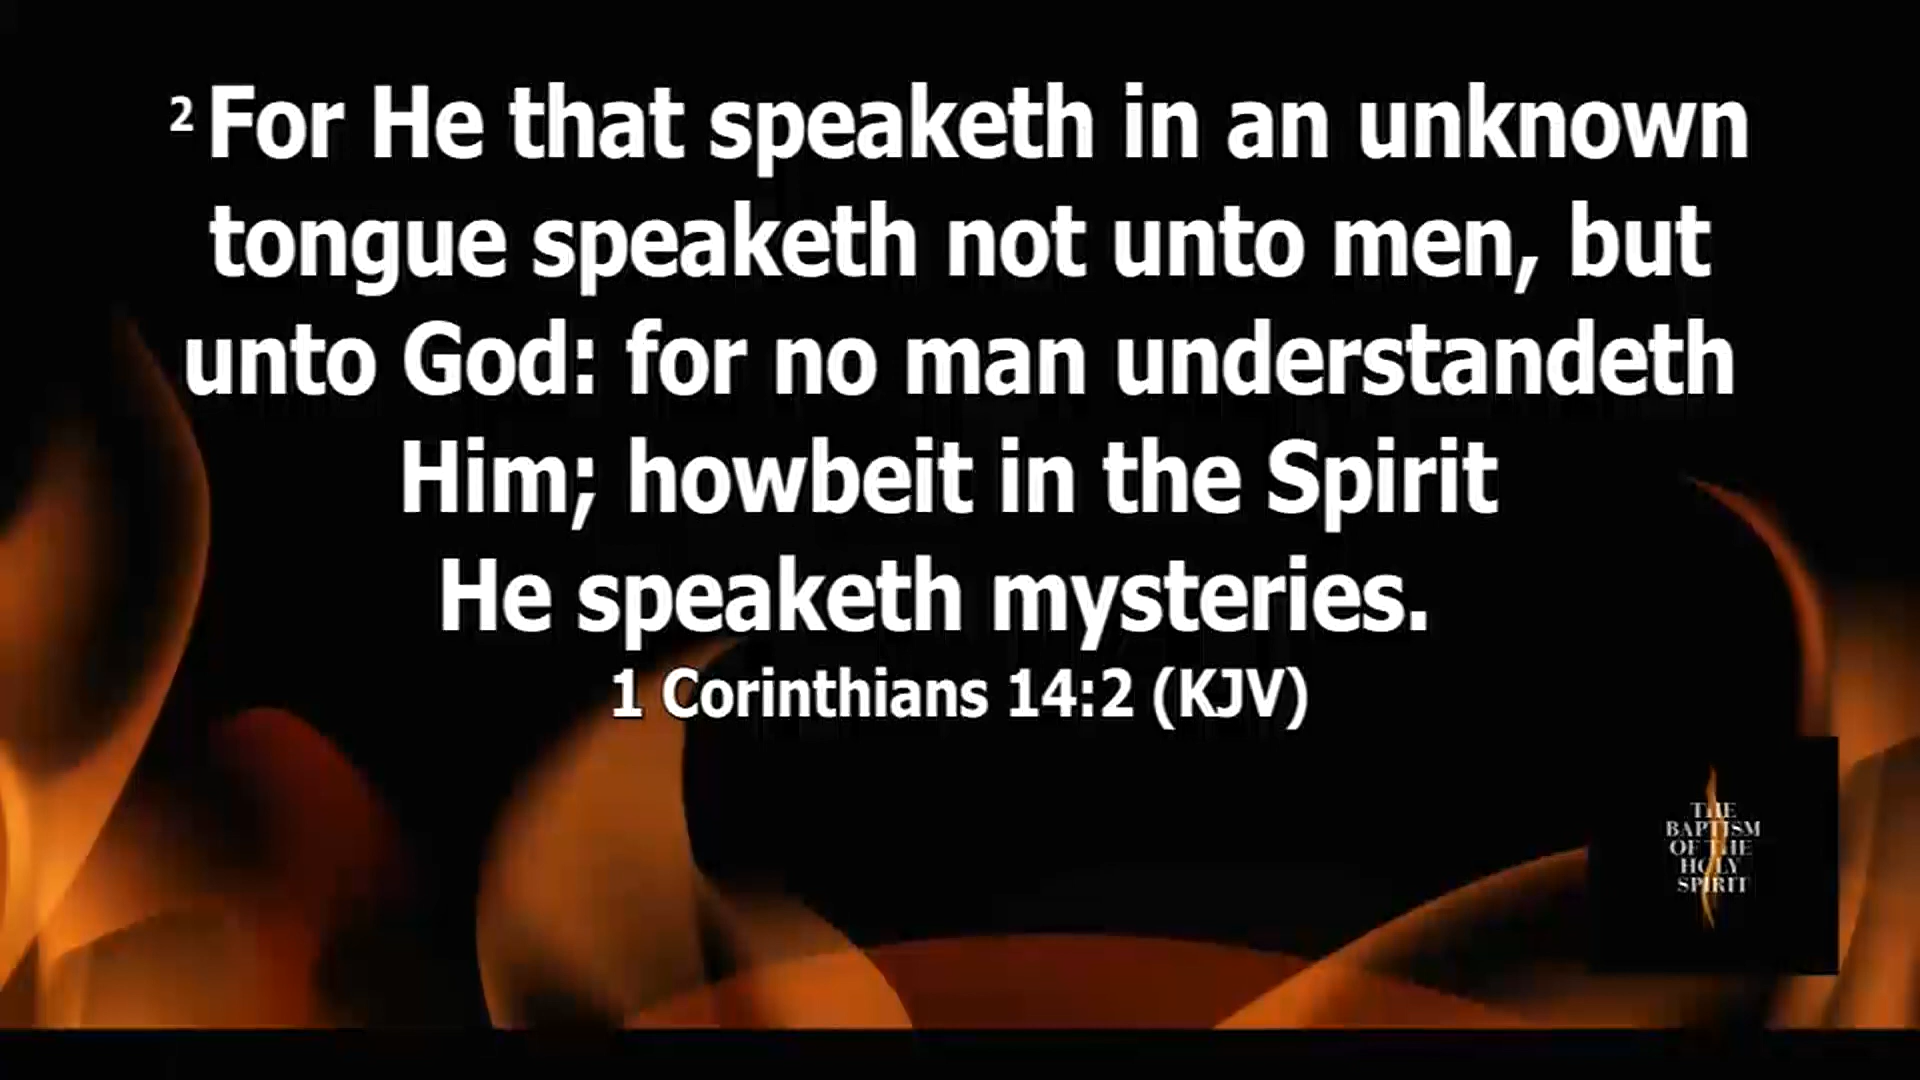 2 For He that speaketh in an unknown
tongue speaketh not unto men, but
unto God: for no man understandeth
Him; howbeit in the Spirit
He speaketh mysteries.
1 Corinthians 14:2 (KJV)
THE
BAPTISM
OF THE
HOLY
SPIRIT